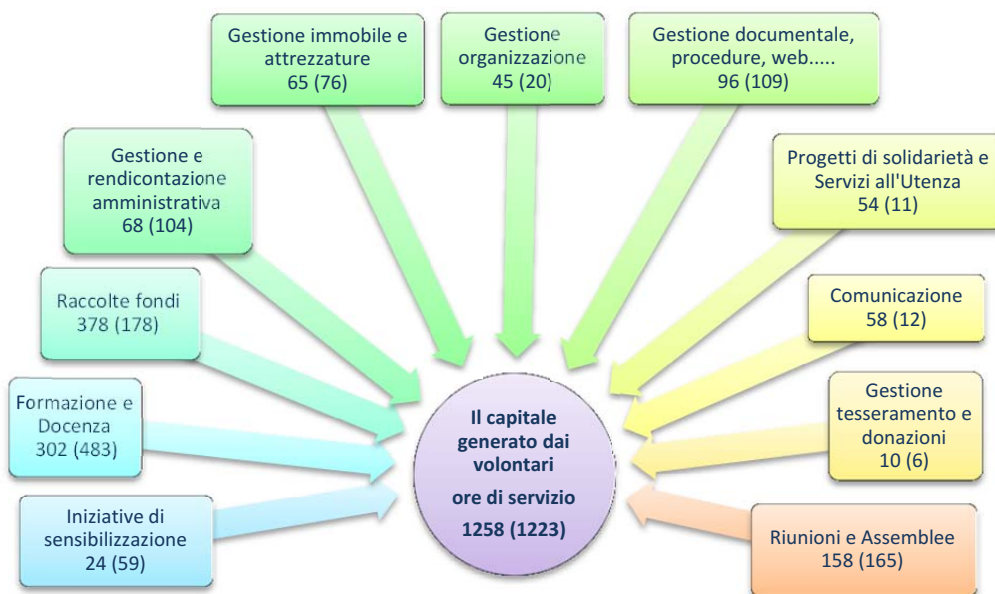 Gestione immobile e
attrezzature
65 (76)
Gestione
organizzazione
45 (20)
Gestione documentale,
procedure, web.....
96 (109)
Gestione e
rendicontazione
amministrativa
68 (104)
Progetti di solidarietà e
Servizi all'Utenza
54 (11)
Raccolte fondi
378 (178)
Comunicazione
58 (12)
Formazione e
Docenza
302 (483)
Gestione
tesseramento e
donazioni
10 (6)
Iniziative di
sensibilizzazione
24 (59)
Riunioni e Assemblee
158 (165)
Il capitale
generato dai
volontari
ore di servizio
1258 (1223)